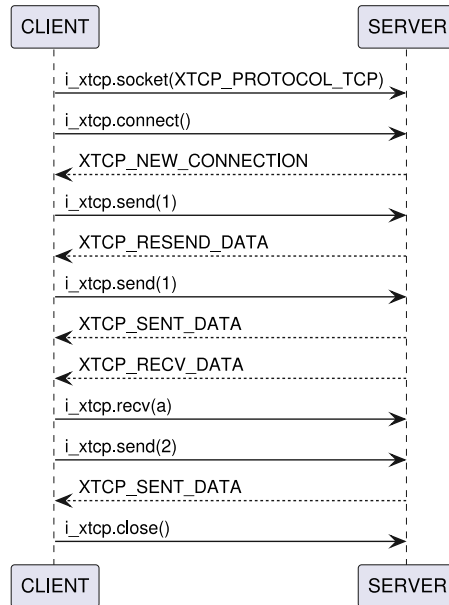 CLIENT SERVER
i_xtcp.socket(XTCP_PROTOCOL_TCP)
i_xtcp.connect()
XTCP_NEW_CONNECTION
i_xtcp.send(1)
XTCP_RESEND_DATA
i_xtcp.send(1)
XTCP_SENT_DATA
XTCP_RECV_DATA
i_xtcp.recv(a)
i_xtcp.send(2)
XTCP_SENT_DATA
i_xtcp.close()
CLIENT SERVER